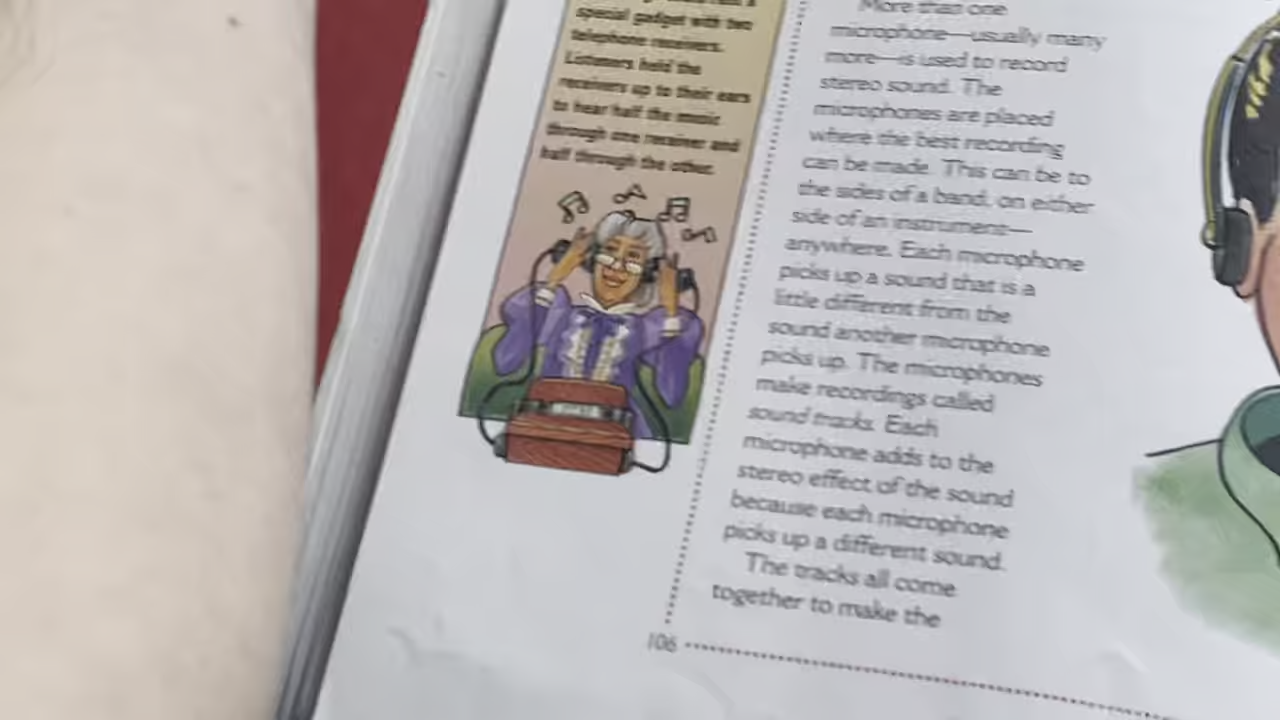 special gadget with two
telephone receivers.
Listeners held the
receivers up to their ears
to hear half the music
through one receiver and
half through the other.
More than one
microphone—usually many
more—is used to record
stereo sound. The
microphones are placed
where the best recording
can be made. This can be to
the sides of a band, on either
side of an instrument—
anywhere. Each microphone
picks up a sound that is a
little different from the
sound another microphone
picks up. The microphones
make recordings called
sound tracks. Each
microphone adds to the
stereo effect of the sound
because each microphone
picks up a different sound.
The tracks all come
together to make the
106